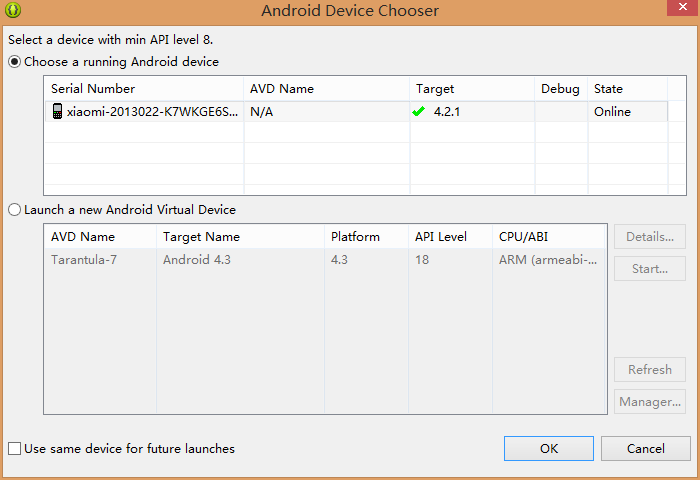 Android Device Chooser
Select a device with min API level 8.
Choose a running Android device
Serial Number AVD Name Target Debug State
xiaomi-2013022-K7WKGE6S... N/A 4.2.1 Online
Launch a new Android Virtual Device
AVD Name Target Name Platform API Level CPU/ABI
Tarantula-7 Android 4.3 4.3 18 ARM (armeabi-...
Details...
Start...
Refresh
Manager...
Use same device for future launches
OK Cancel